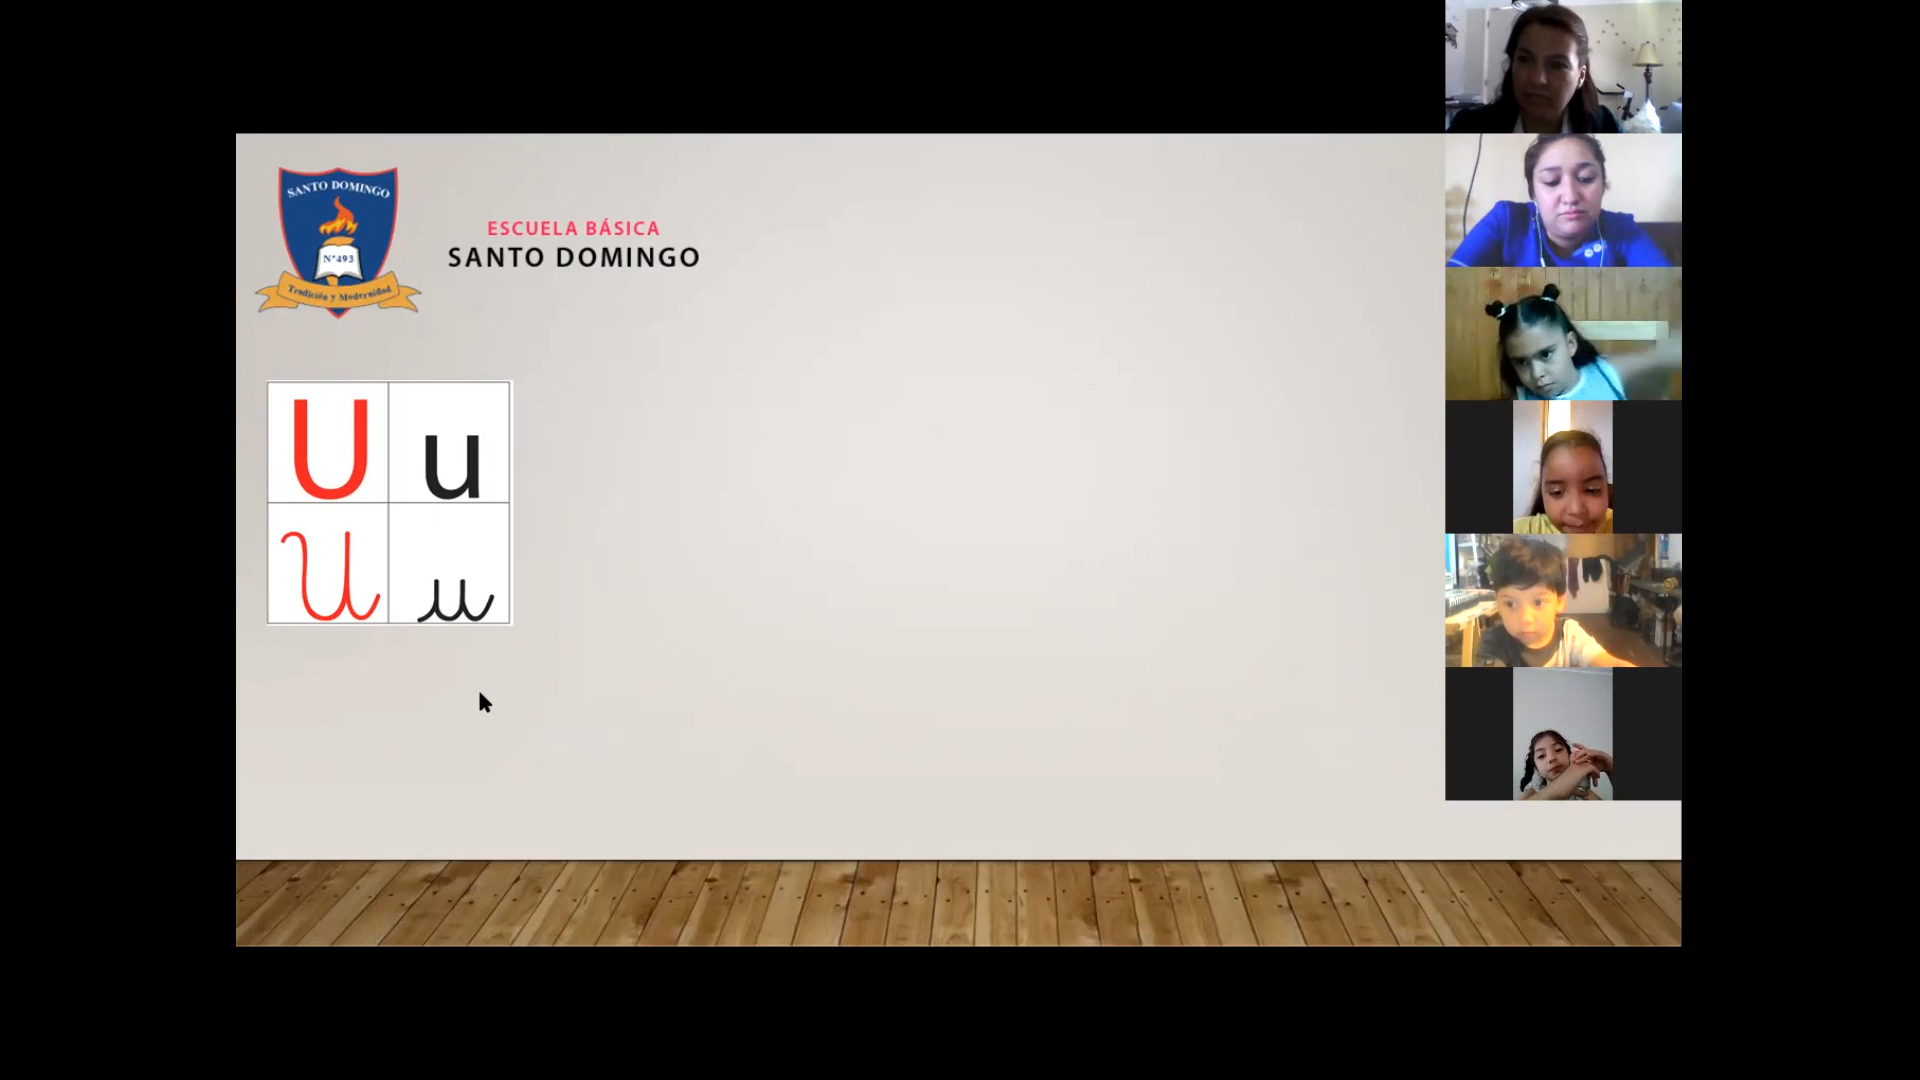 SANTO DOMINGO
N°493
Tradición y Modernidad
ESCUELA BÁSICA
SANTO DOMINGO
U u
U u